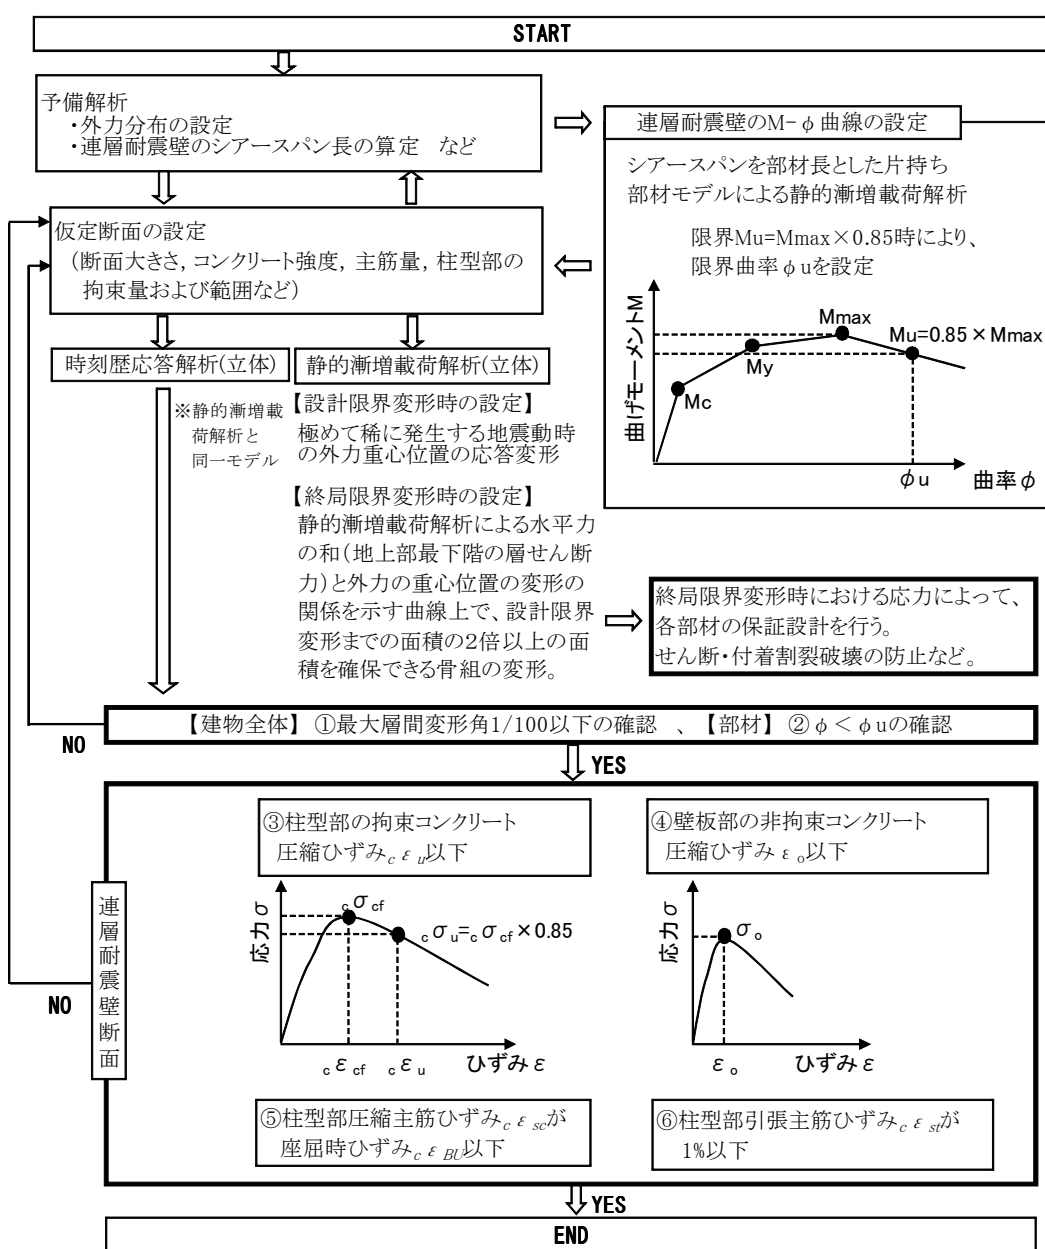 START
予備解析
・外力分布の設定
・連層耐震壁のシアースパン長の算定 など
連層耐震壁のM-φ曲線の設定
シアースパンを部材長とした片持ち
部材モデルによる静的漸増載荷解析
限界Mu=Mmax×0.85時により、
限界曲率φuを設定
曲げモーメントM
Mmax
Mu=0.85×Mmax
My
Mc
φu
曲率φ
仮定断面の設定
(断面大きさ, コンクリート強度, 主筋量, 柱型部の
拘束量および範囲など)
時刻歴応答解析(立体)
静的漸増載荷解析(立体)
※静的漸増載
荷解析と
同一モデル
【設計限界変形時の設定】
極めて稀に発生する地震動時
の外力重心位置の応答変形
【終局限界変形時の設定】
静的漸増載荷解析による水平力
の和(地上部最下階の層せん断
力)と外力の重心位置の変形の
関係を示す曲線上で、設計限界
変形までの面積の2倍以上の面
積を確保できる骨組の変形。
終局限界変形時における応力によって、
各部材の保証設計を行う。
せん断・付着割裂破壊の防止など。
【建物全体】 ①最大層間変形角1/100以下の確認 、【部材】 ②φ<φuの確認
NO
YES
連層耐震壁断面
NO
③柱型部の拘束コンクリート
圧縮ひずみcεu以下
応力σ
cσcf
cσu=cσcf×0.85
cεcf
cεu
ひずみε
④壁板部の非拘束コンクリート
圧縮ひずみεo以下
応力σ
σo
εo
ひずみε
⑤柱型部圧縮主筋ひずみcεscが
座屈時ひずみcεBU以下
⑥柱型部引張主筋ひずみcεstが
1%以下
YES
END